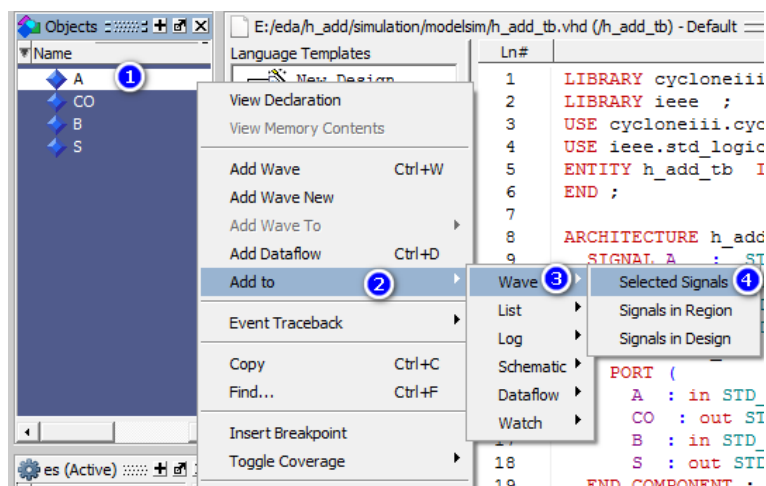 Objects
E:/eda/h_add/simulation/modelsim/h_add_tb.vhd (/h_add_tb) - Default
Name
Language Templates
Ln#
New Design
A
1
CO
B
S
View Declaration
View Memory Contents
Add Wave Ctrl+W
Add Wave New
Add Wave To
Add Dataflow Ctrl+D
Add to 2
Event Traceback
Copy Ctrl+C
Find... Ctrl+F
Insert Breakpoint
Toggle Coverage
Wave 3
List
Log
Schematic
Dataflow
Watch
Selected Signals 4
Signals in Region
Signals in Design
1 LIBRARY cycloneiii
2 LIBRARY ieee ;
3 USE cycloneiii.cyc
4 USE ieee.std_logic
5 ENTITY h_add_tb
6 END ;
7
8 ARCHITECTURE h_add
SIGNAL A : ST
PORT (
A : in STD_
CO : out ST
B : in STD_
18 S : out STD
END COMPONENT ;
es (Active)